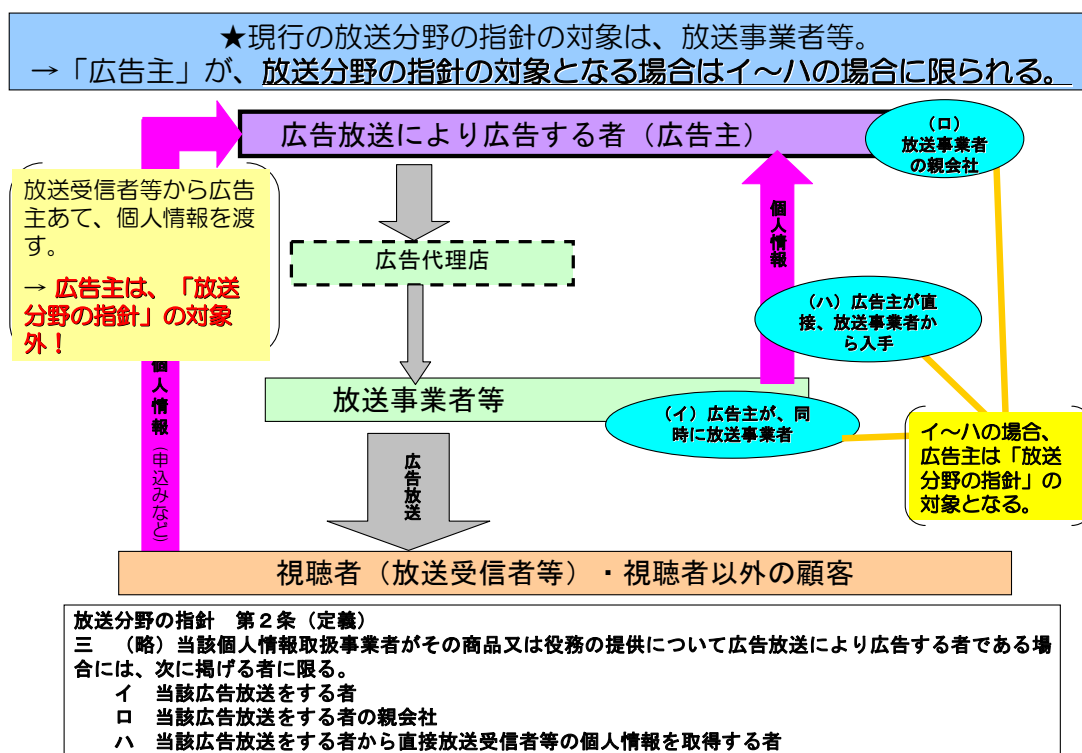 ★現行の放送分野の指針の対象は、放送事業者等。
→「広告主」が、放送分野の指針の対象となる場合はイ～ハの場合に限られる。
広告放送により広告する者（広告主）
（ロ）
放送事業者
の親会社
放送受信者等から広告
主あて、個人情報を渡
す。
→ 広告主は、「放送
分野の指針」の対象
外！
広告代理店
個人情報
（ハ）広告主が直
接、放送事業者か
ら入手
放送事業者等
（イ）広告主が、同
時に放送事業者
イ～ハの場合、
広告主は「放送
分野の指針」の
対象となる。
個人情報（申込みなど）
広告放送
視聴者（放送受信者等）・視聴者以外の顧客
放送分野の指針　第２条（定義）
三　（略）当該個人情報取扱事業者がその商品又は役務の提供について広告放送により広告する者である場
合には、次に掲げる者に限る。
イ　当該広告放送をする者
ロ　当該広告放送をする者の親会社
ハ　当該広告放送をする者から直接放送受信者等の個人情報を取得する者